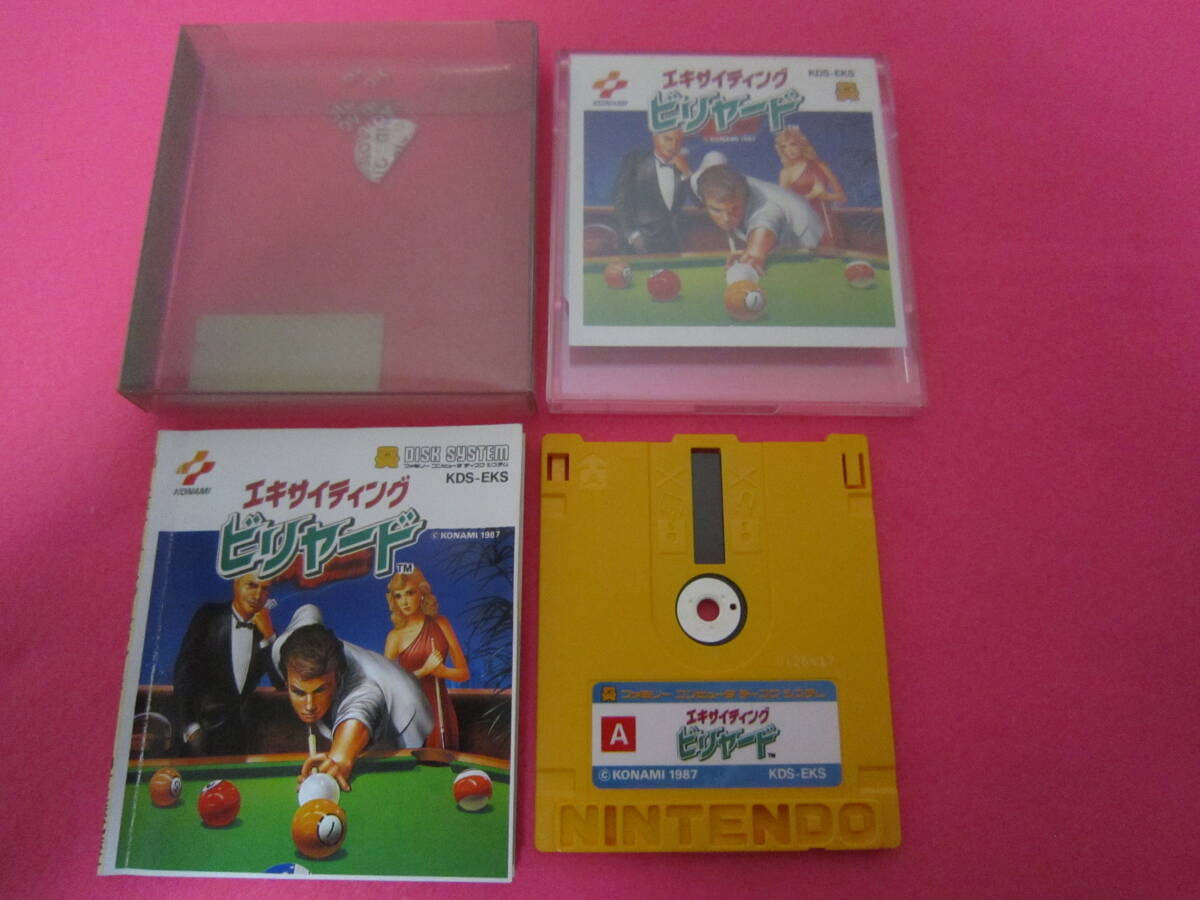 エキサイティング
KDS-EKS
KONAMI
ビリヤード
TM
© KONAMI 1987
DISK SYSTEM
ファミリー コンピュータ ディスク システム
KONAMI
KDS-EKS
エキサイティング
ビリヤード
TM
© KONAMI 1987
1
ファミリー コンピュータ ディスク システム
A
エキサイティング
ビリヤード
TM
© KONAMI 1987
KDS-EKS
NINTENDO